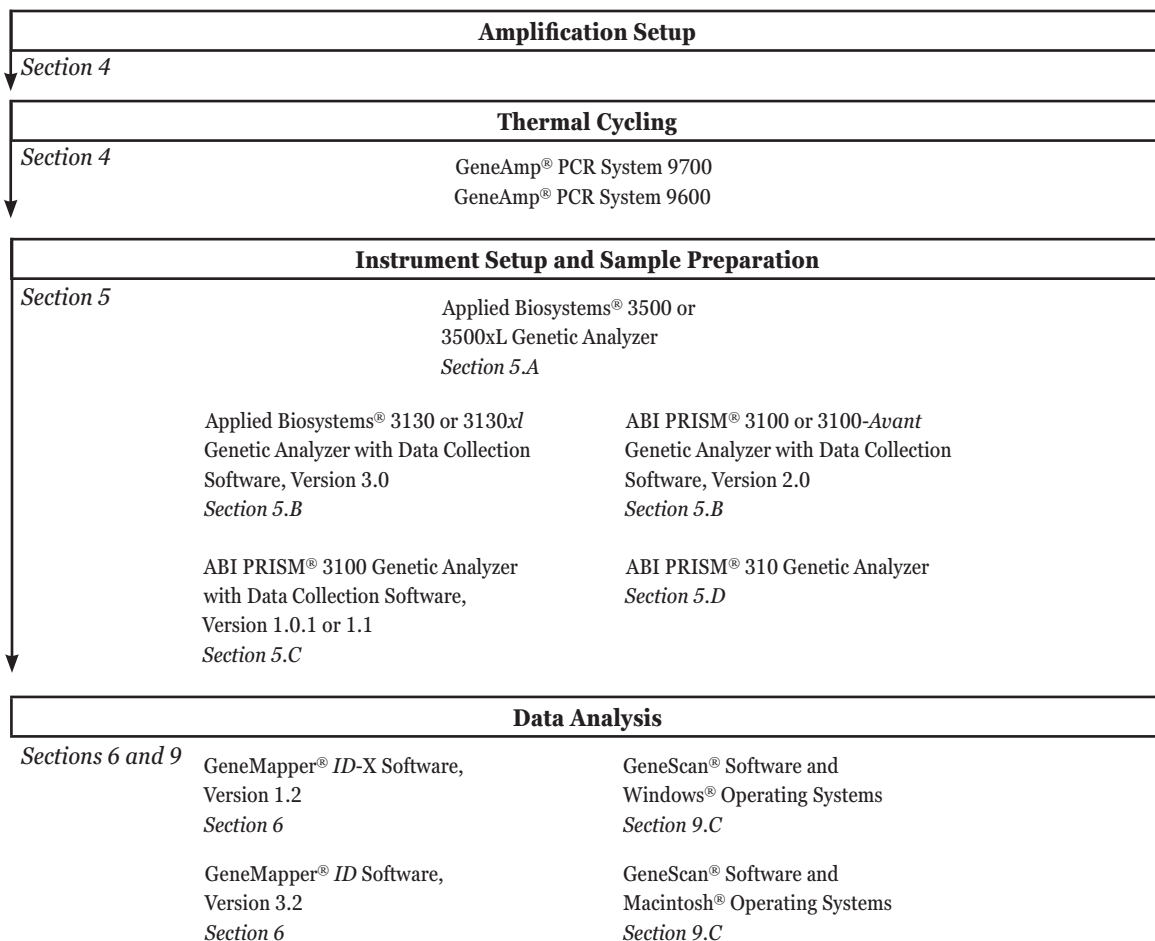 Amplification Setup
Section 4
Thermal Cycling
Section 4
GeneAmp® PCR System 9700
GeneAmp® PCR System 9600
Instrument Setup and Sample Preparation
Section 5
Applied Biosystems® 3500 or
3500xL Genetic Analyzer
Section 5.A
Applied Biosystems® 3130 or 3130xl
Genetic Analyzer with Data Collection
Software, Version 3.0
Section 5.B
ABI PRISM® 3100 or 3100-Avant
Genetic Analyzer with Data Collection
Software, Version 2.0
Section 5.B
ABI PRISM® 3100 Genetic Analyzer
with Data Collection Software,
Version 1.0.1 or 1.1
Section 5.C
ABI PRISM® 310 Genetic Analyzer
Section 5.D
Data Analysis
Sections 6 and 9
GeneMapper® ID-X Software,
Version 1.2
Section 6
GeneScan® Software and
Windows® Operating Systems
Section 9.C
GeneMapper® ID Software,
Version 3.2
Section 6
GeneScan® Software and
Macintosh® Operating Systems
Section 9.C